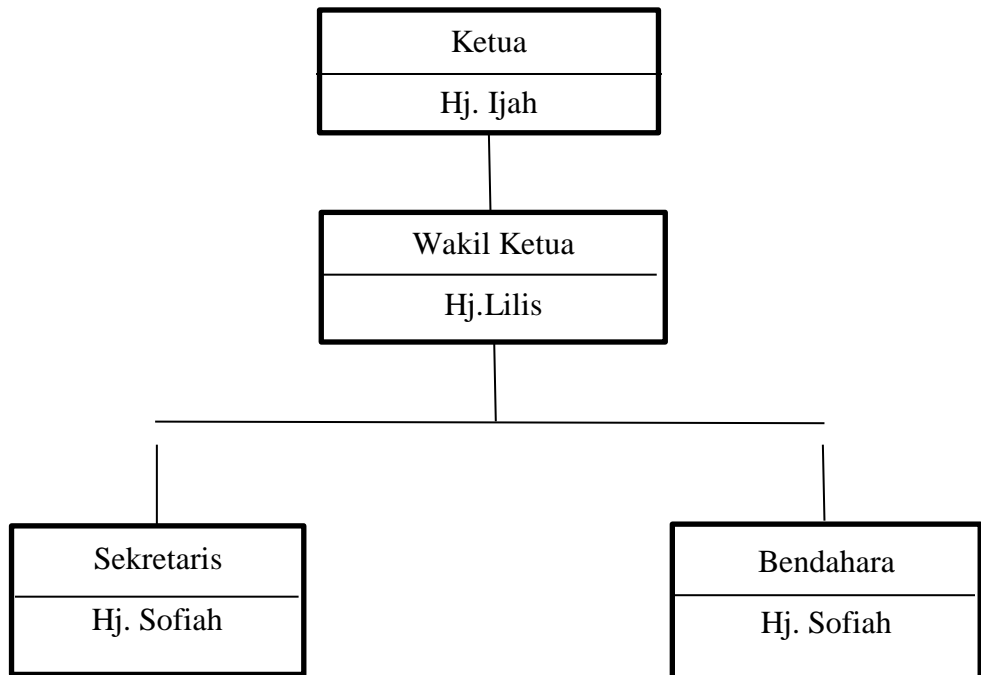 Ketua
Hj. Ijah
Wakil Ketua
Hj.Lilis
Sekretaris
Hj. Sofiah
Bendahara
Hj. Sofiah